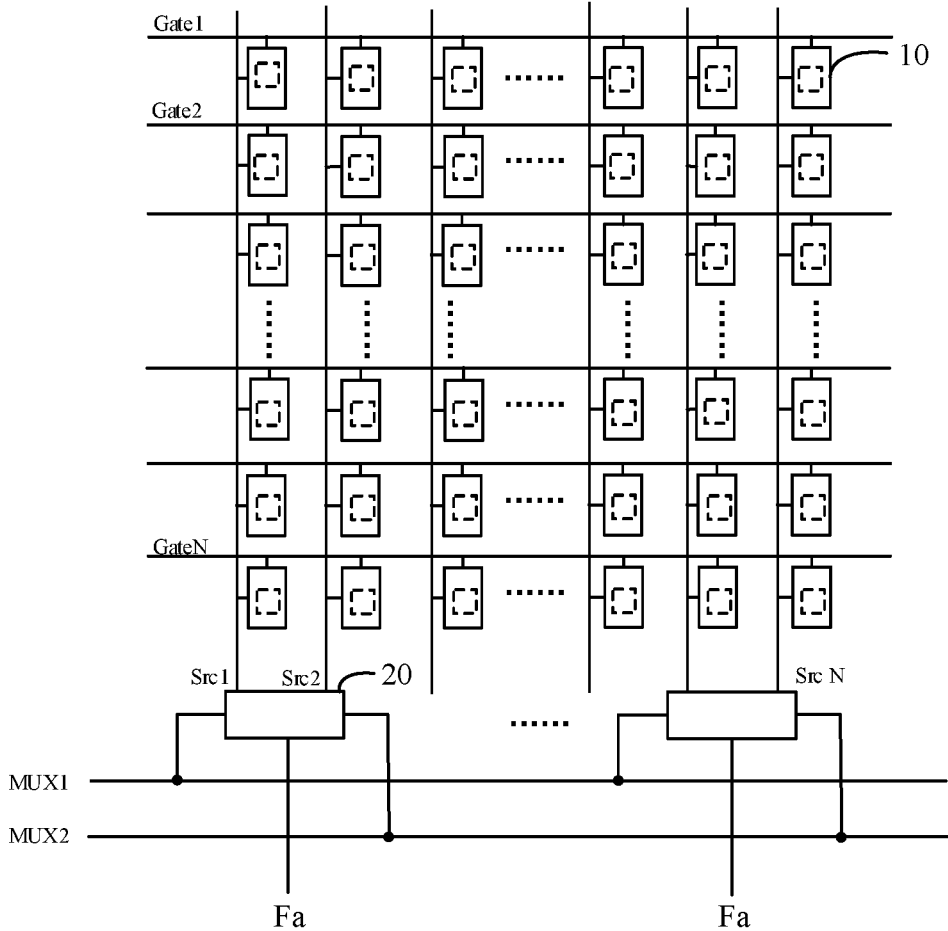 Gate1
10
Gate2
GateN
Src1
Src2
20
Src N
MUX1
MUX2
Fa
Fa